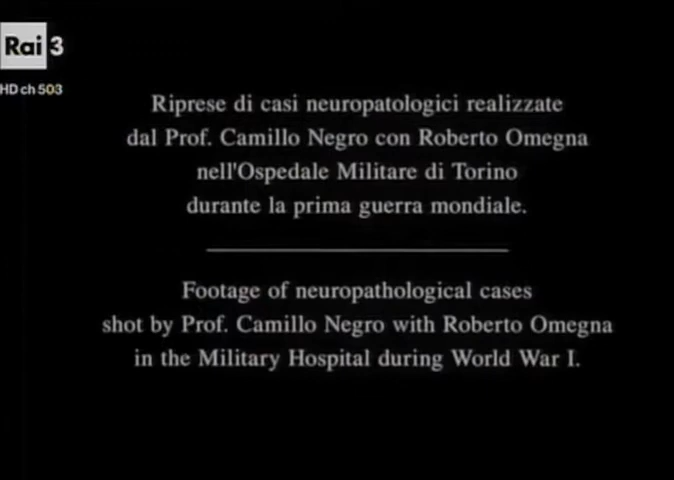 Rai 3
HD ch 503
Riprese di casi neuropatologici realizzate
dal Prof. Camillo Negro con Roberto Omegna
nell'Ospedale Militare di Torino
durante la prima guerra mondiale.
Footage of neuropathological cases
shot by Prof. Camillo Negro with Roberto Omegna
in the Military Hospital during World War I.